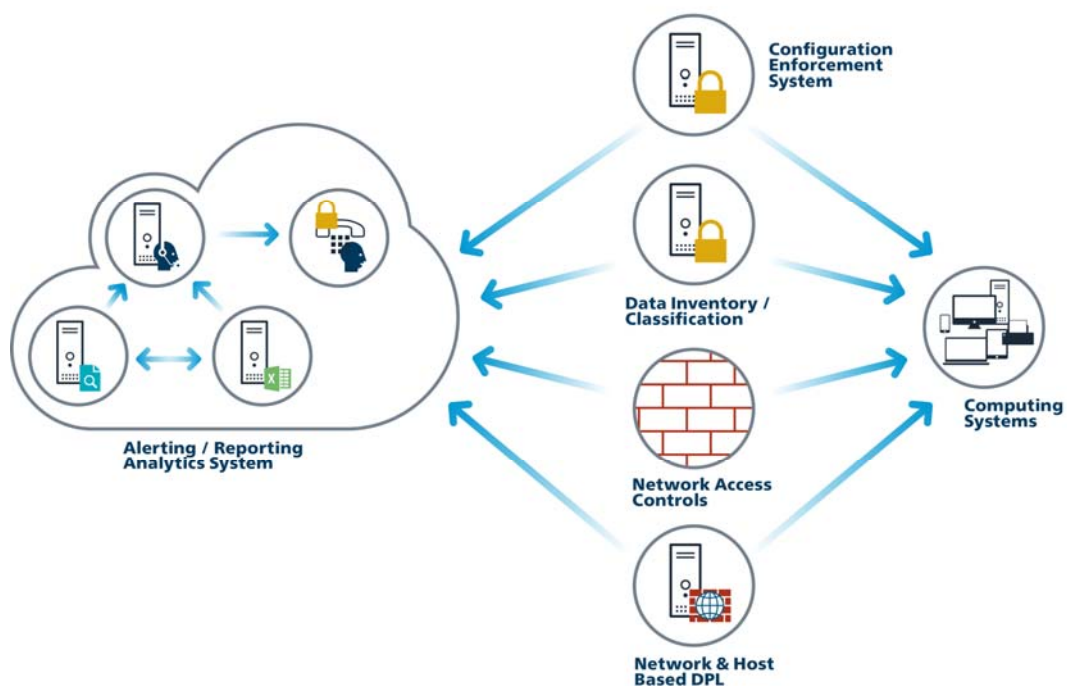 Configuration
Enforcement
System
Data Inventory /
Classification
Alerting / Reporting
Analytics System
Computing
Systems
Network Access
Controls
Network & Host
Based DPL